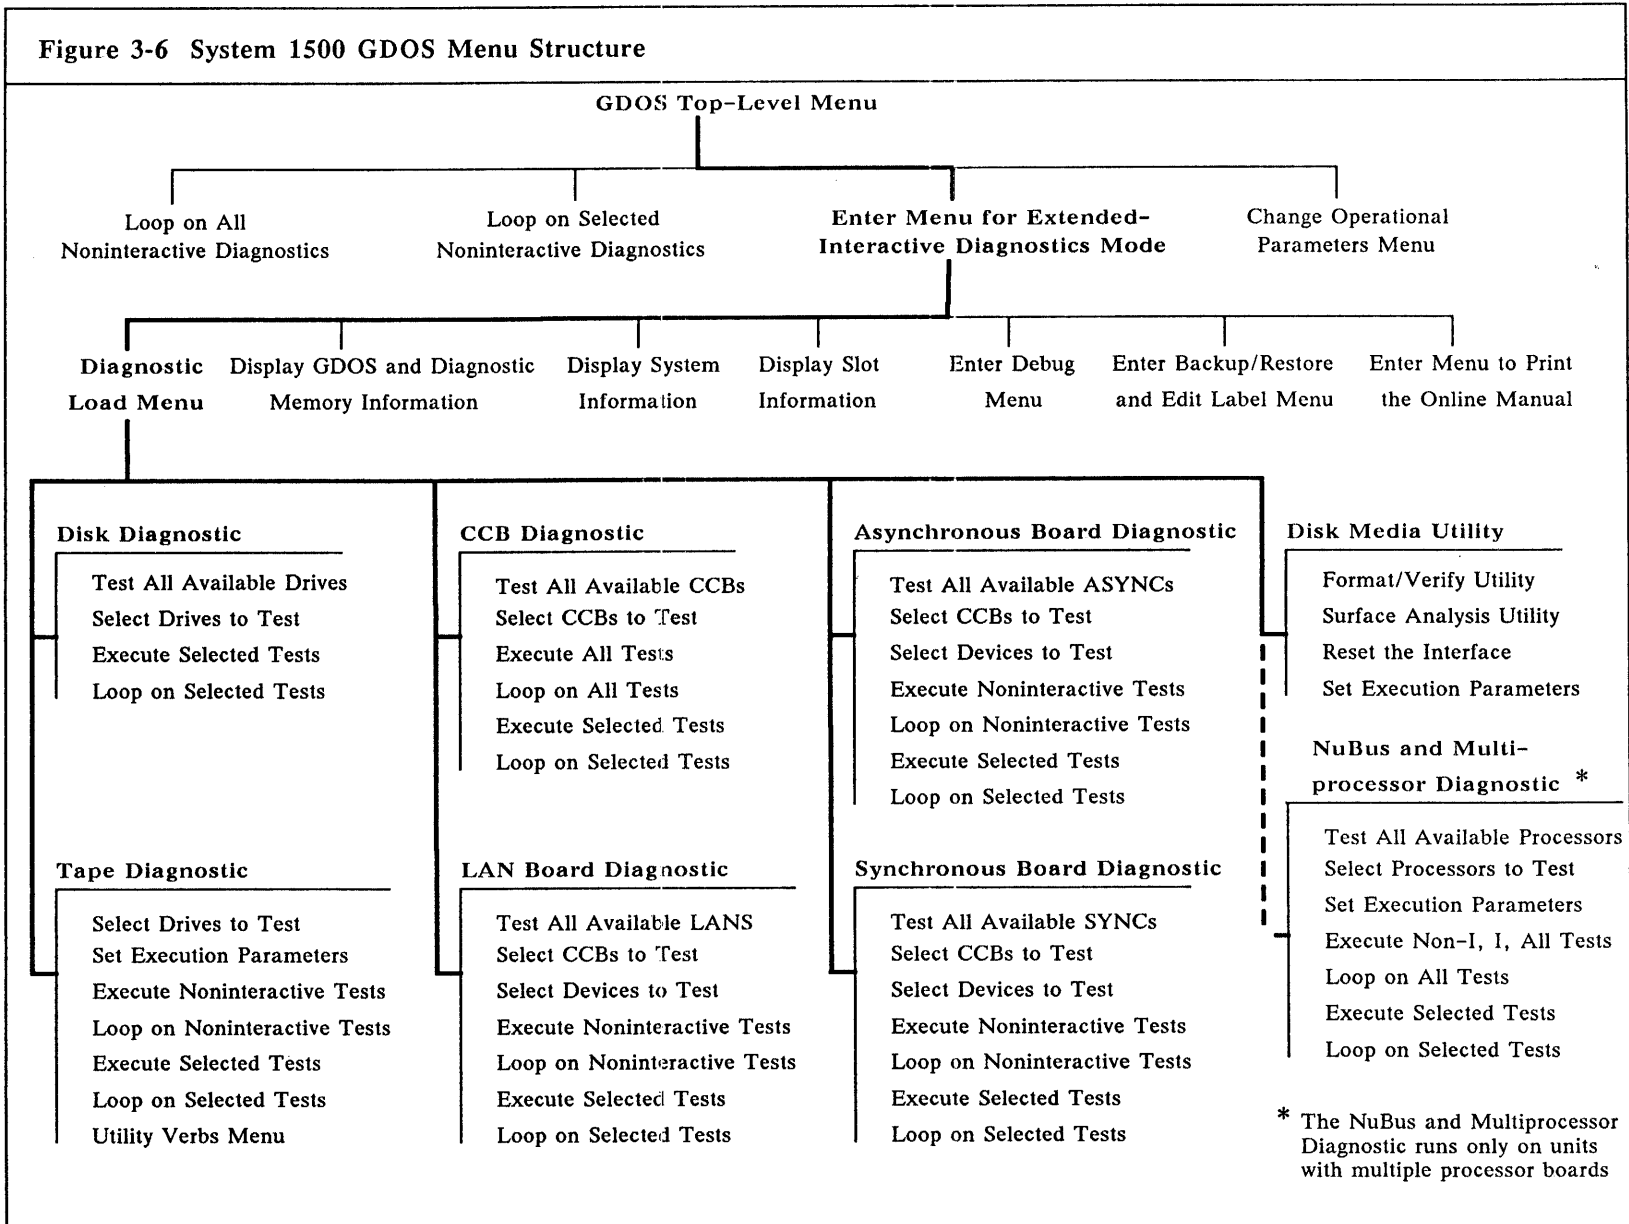 Figure 3-6 System 1500 GDOS Menu Structure
GDOS Top-Level Menu
Loop on All
Noninteractive Diagnostics
Loop on Selected
Noninteractive Diagnostics
Enter Menu for Extended-
Interactive Diagnostics Mode
Change Operational
Parameters Menu
Diagnostic
Load Menu
Display GDOS and Diagnostic
Memory Information
Display System
Information
Display Slot
Information
Enter Debug
Menu
Enter Backup/Restore
and Edit Label Menu
Enter Menu to Print
the Online Manual
Disk Diagnostic
Test All Available Drives
Select Drives to Test
Execute Selected Tests
Loop on Selected Tests
Tape Diagnostic
Select Drives to Test
Set Execution Parameters
Execute Noninteractive Tests
Loop on Noninteractive Tests
Execute Selected Tests
Loop on Selected Tests
Utility Verbs Menu
CCB Diagnostic
Test All Available CCBs
Select CCBs to Test
Execute All Tests
Loop on All Tests
Execute Selected Tests
Loop on Selected Tests
LAN Board Diagnostic
Test All Available LANS
Select CCBs to Test
Select Devices to Test
Execute Noninteractive Tests
Loop on Noninteractive Tests
Execute Selected Tests
Loop on Selected Tests
Asynchronous Board Diagnostic
Test All Available ASYNCs
Select CCBs to Test
Select Devices to Test
Execute Noninteractive Tests
Loop on Noninteractive Tests
Execute Selected Tests
Loop on Selected Tests
Synchronous Board Diagnostic
Test All Available SYNCs
Select CCBs to Test
Select Devices to Test
Execute Noninteractive Tests
Loop on Noninteractive Tests
Execute Selected Tests
Loop on Selected Tests
Disk Media Utility
Format/Verify Utility
Surface Analysis Utility
Reset the Interface
Set Execution Parameters
NuBus and Multi-
processor Diagnostic *
Test All Available Processors
Select Processors to Test
Set Execution Parameters
Execute Non-I, I, All Tests
Loop on All Tests
Execute Selected Tests
Loop on Selected Tests
* The NuBus and Multiprocessor
Diagnostic runs only on units
with multiple processor boards